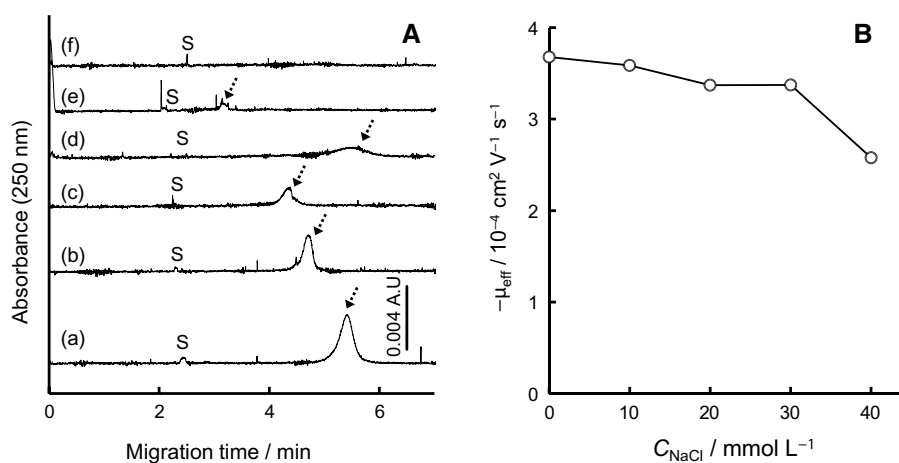 A
(f)
S
(e)
S
(d)
S
(c)
S
(b)
S
(a)
S
0.004 A.U
Absorbance (250 nm)
0 2 4 6
Migration time / min
B
4
3
2
1
0
−μeff / 10⁻⁴ cm² V⁻¹ s⁻¹
0 10 20 30 40
CNaCl / mmol L⁻¹